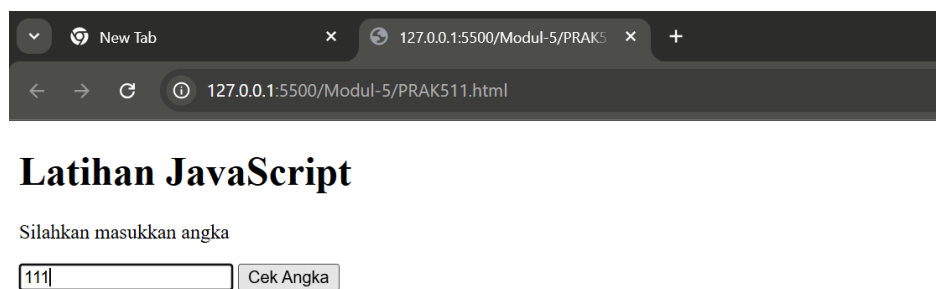 New Tab
127.0.0.1:5500/Modul-5/PRAK5
127.0.0.1:5500/Modul-5/PRAK511.html
Latihan JavaScript
Silahkan masukkan angka
111 Cek Angka